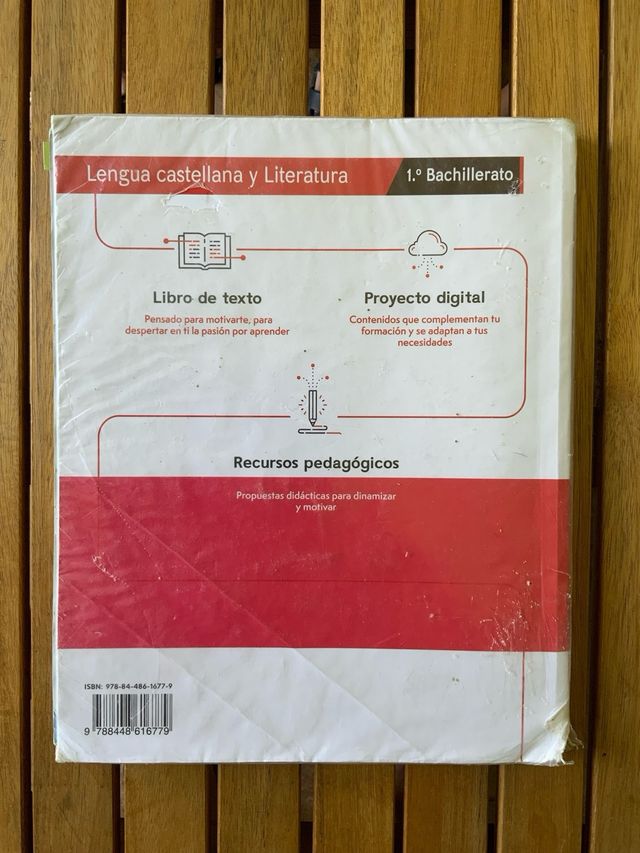 Lengua castellana y Literatura
1.º Bachillerato
Libro de texto
Pensado para motivarte, para
despertar en ti la pasión por aprender
Proyecto digital
Contenidos que complementan tu
formación y se adaptan a tus
necesidades
Recursos pedagógicos
Propuestas didácticas para dinamizar
y motivar
ISBN: 978-84-486-1677-9
9 788448 616779